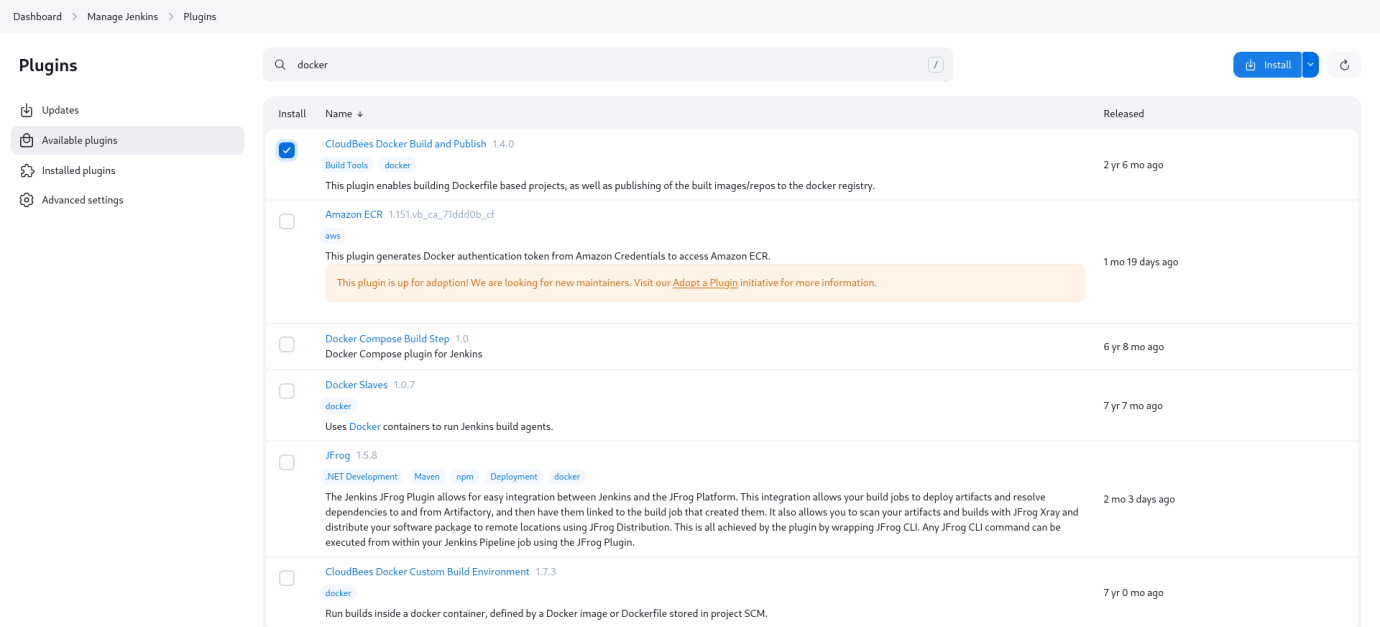 Dashboard > Manage Jenkins > Plugins
Plugins
docker /
Install
Updates
Available plugins
Installed plugins
Advanced settings
Install Name ↓ Released
CloudBees Docker Build and Publish 1.4.0
Build Tools docker
This plugin enables building Dockerfile based projects, as well as publishing of the built images/repos to the docker registry.
2 yr 6 mo ago
Amazon ECR 1.151.vb_ca_71ddd0b_cf
aws
This plugin generates Docker authentication token from Amazon Credentials to access Amazon ECR.
This plugin is up for adoption! We are looking for new maintainers. Visit our Adopt a Plugin initiative for more information.
1 mo 19 days ago
Docker Compose Build Step 1.0
Docker Compose plugin for Jenkins
6 yr 8 mo ago
Docker Slaves 1.0.7
docker
Uses Docker containers to run Jenkins build agents.
7 yr 7 mo ago
JFrog 1.5.8
.NET Development Maven npm Deployment docker
The Jenkins JFrog Plugin allows for easy integration between Jenkins and the JFrog Platform. This integration allows your build jobs to deploy artifacts and resolve
dependencies to and from Artifactory, and then have them linked to the build job that created them. It also allows you to scan your artifacts and builds with JFrog Xray and
distribute your software package to remote locations using JFrog Distribution. This is all achieved by the plugin by wrapping JFrog CLI. Any JFrog CLI command can be
executed from within your Jenkins Pipeline job using the JFrog Plugin.
2 mo 3 days ago
CloudBees Docker Custom Build Environment 1.7.3
docker
Run builds inside a docker container, defined by a Docker image or Dockerfile stored in project SCM.
7 yr 0 mo ago